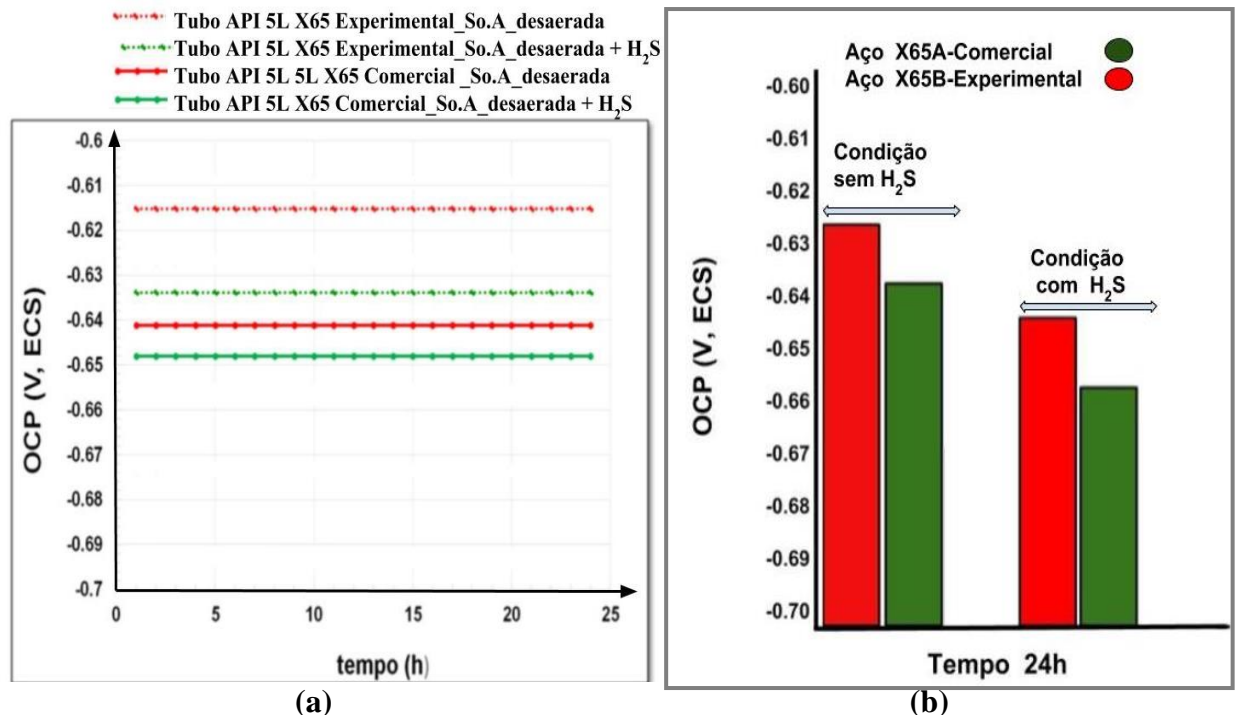 Tubo API 5L X65 Experimental_So.A_desaerada
Tubo API 5L X65 Experimental_So.A_desaerada + H₂S
Tubo API 5L 5L X65 Comercial_So.A_desaerada
Tubo API 5L X65 Comercial_So.A_desaerada + H₂S
OCP (V, ECS)
-0.6
-0.61
-0.62
-0.63
-0.64
-0.65
-0.66
-0.67
-0.68
-0.69
-0.7
0 5 10 15 20 25
tempo (h)
(a)
Aço X65A-Comercial
Aço X65B-Experimental
Condição
sem H₂S
Condição
com H₂S
OCP (V, ECS)
-0.60
-0.61
-0.62
-0.63
-0.64
-0.65
-0.66
-0.67
-0.68
-0.69
-0.70
Tempo 24h
(b)